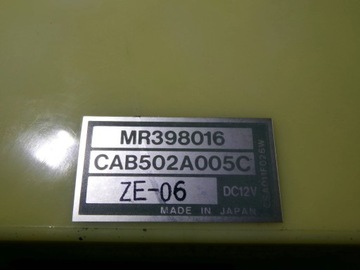 MR398016
CAB502A005C
ZE-06 DC12V
MADE IN JAPAN